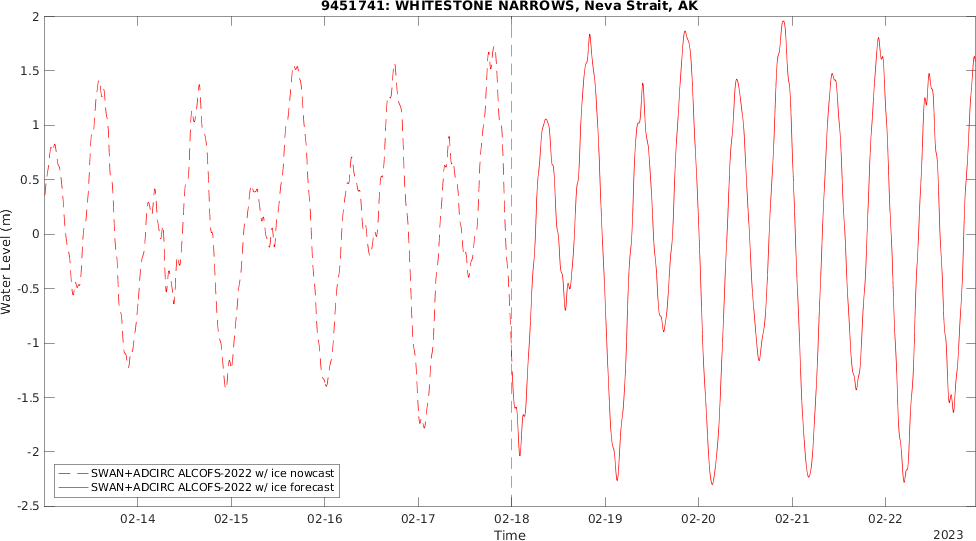 9451741: WHITESTONE NARROWS, Neva Strait, AK
Water Level (m)
2
1.5
1
0.5
0
-0.5
-1
-1.5
-2
-2.5
SWAN+ADCIRC ALCOFS-2022 w/ ice nowcast
SWAN+ADCIRC ALCOFS-2022 w/ ice forecast
02-14 02-15 02-16 02-17 02-18 02-19 02-20 02-21 02-22
Time
2023